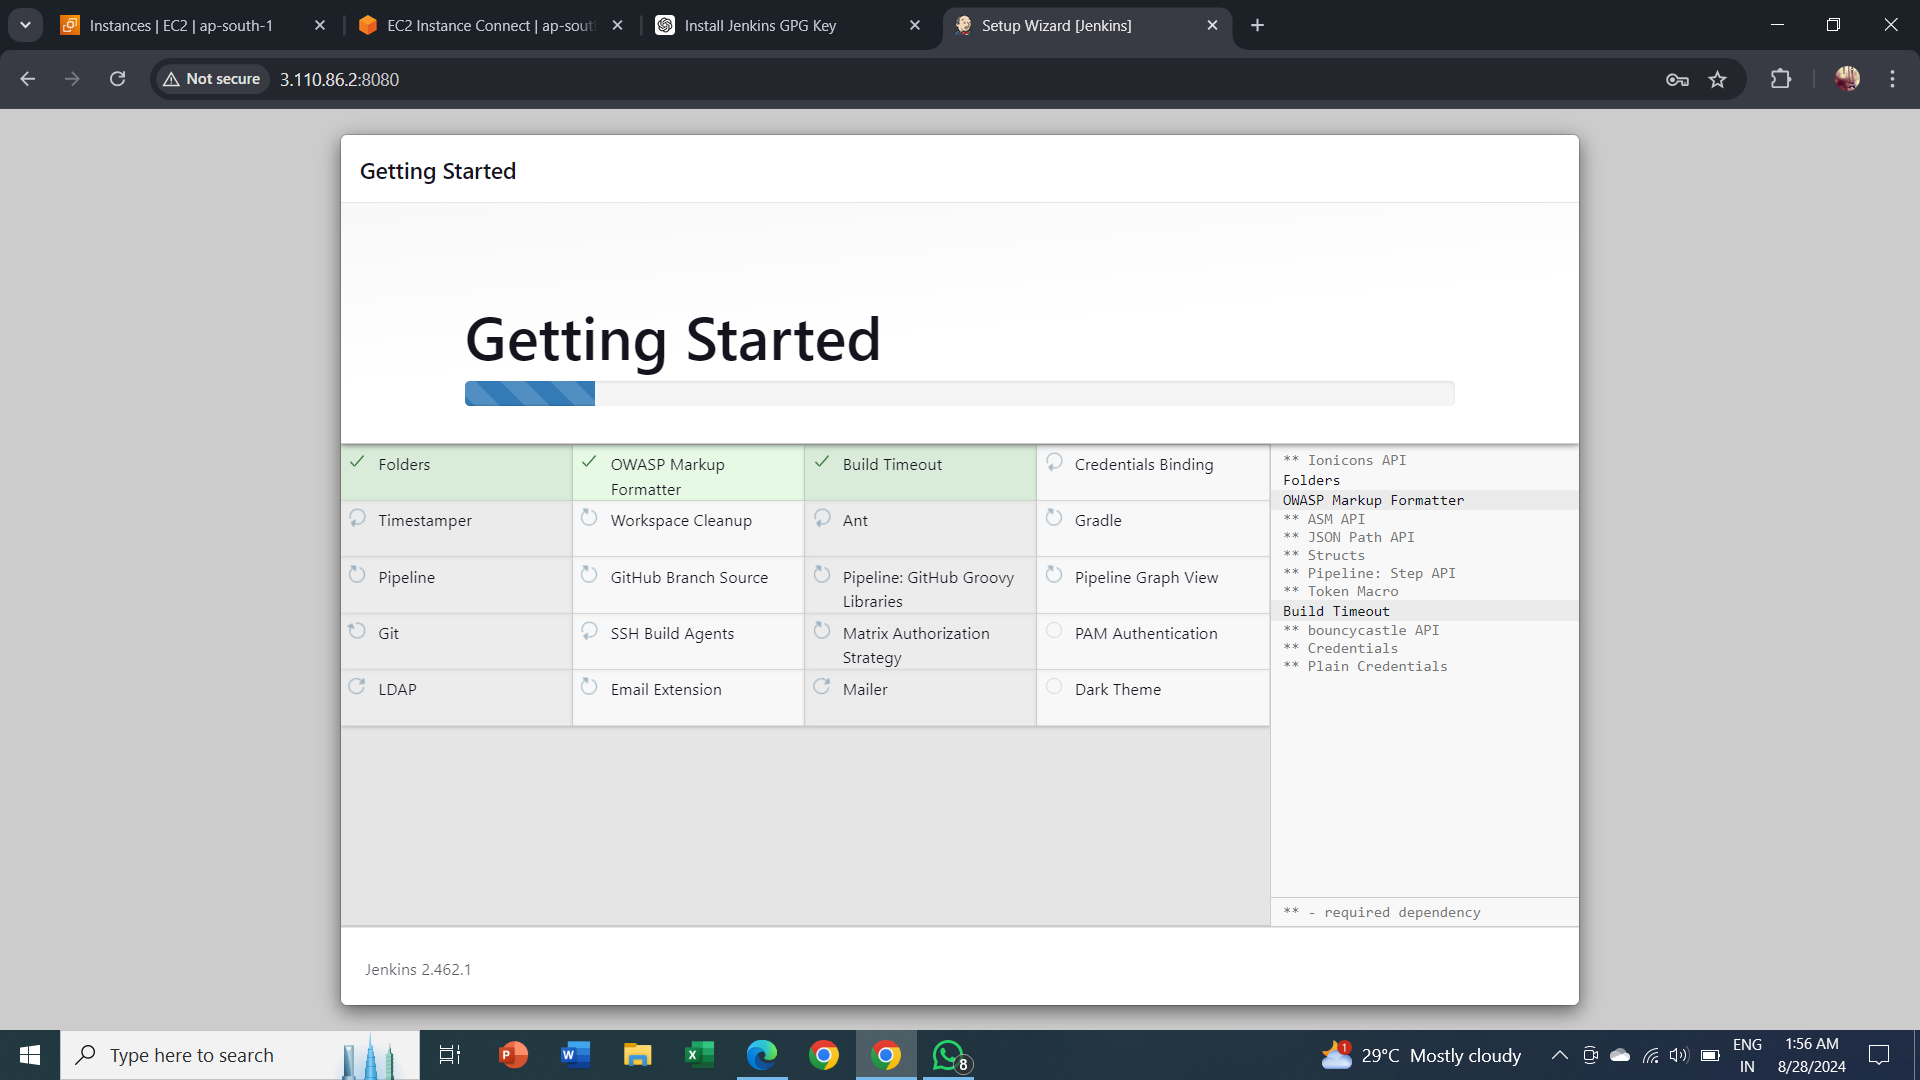 Instances | EC2 | ap-south-1
EC2 Instance Connect | ap-sout
Install Jenkins GPG Key
Setup Wizard [Jenkins]
Not secure
3.110.86.2:8080
Getting Started
Getting Started
Folders
OWASP Markup
Formatter
Build Timeout
Credentials Binding
Timestamper
Workspace Cleanup
Ant
Gradle
Pipeline
GitHub Branch Source
Pipeline: GitHub Groovy
Libraries
Pipeline Graph View
Git
SSH Build Agents
Matrix Authorization
Strategy
PAM Authentication
LDAP
Email Extension
Mailer
Dark Theme
** Ionicons API
Folders
OWASP Markup Formatter
** ASM API
** JSON Path API
** Structs
** Pipeline: Step API
** Token Macro
Build Timeout
** bouncycastle API
** Credentials
** Plain Credentials
** - required dependency
Jenkins 2.462.1
Type here to search
P
W
X
8
1
29°C Mostly cloudy
ENG
IN
1:56 AM
8/28/2024